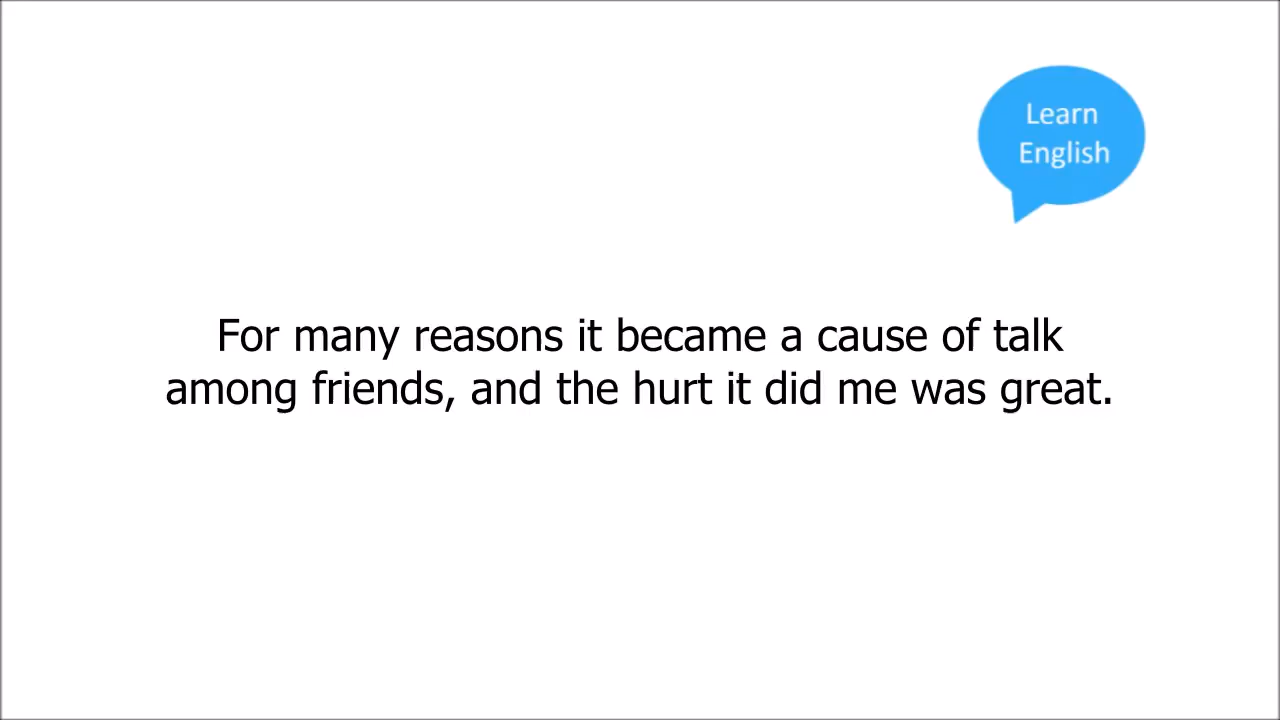 Learn
English
For many reasons it became a cause of talk
among friends, and the hurt it did me was great.